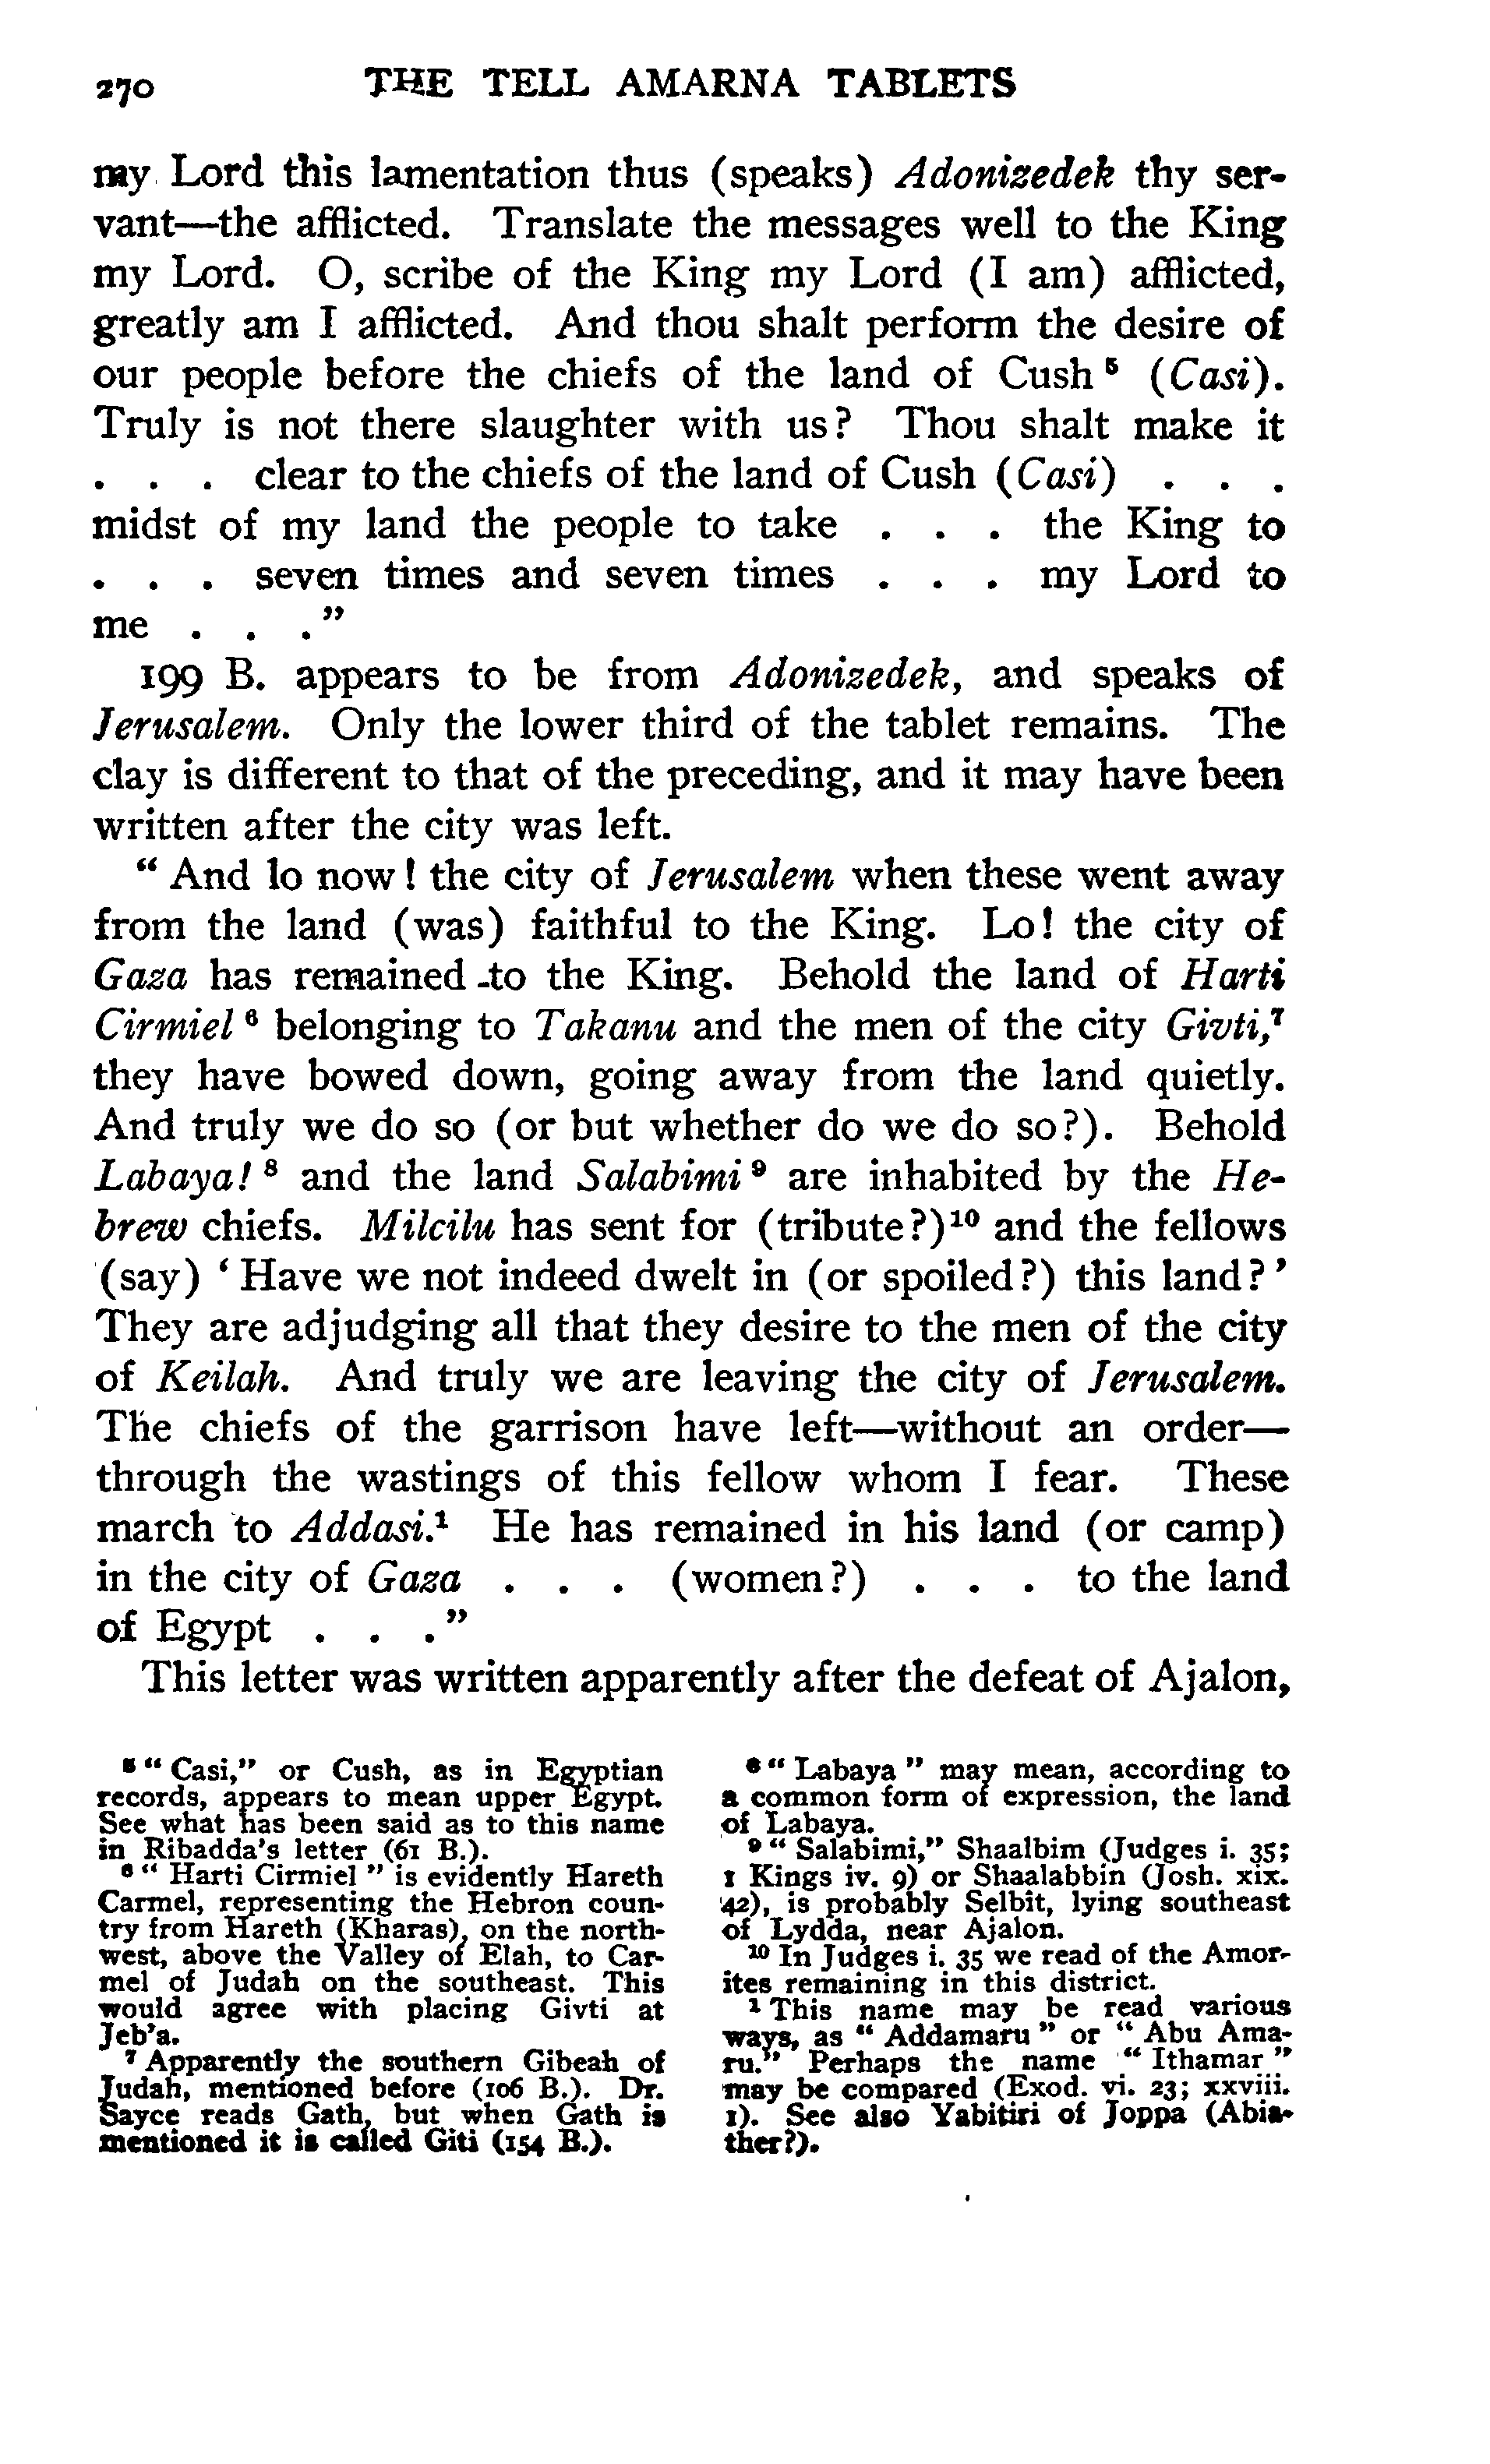 270 THE TELL AMARNA TABLETS
my Lord this lamentation thus (speaks) Adonizedek thy ser-
vant—the afflicted. Translate the messages well to the King
my Lord. O, scribe of the King my Lord (I am) afflicted,
greatly am I afflicted. And thou shalt perform the desire of
our people before the chiefs of the land of Cush ⁵ (Casi).
Truly is not there slaughter with us? Thou shalt make it
. . . clear to the chiefs of the land of Cush (Casi) . . .
midst of my land the people to take . . . the King to
. . . seven times and seven times . . . my Lord to
me . . ."
199 B. appears to be from Adonizedek, and speaks of
Jerusalem. Only the lower third of the tablet remains. The
clay is different to that of the preceding, and it may have been
written after the city was left.
"And lo now! the city of Jerusalem when these went away
from the land (was) faithful to the King. Lo! the city of
Gaza has remained to the King. Behold the land of Harti
Cirmiel ⁶ belonging to Takanu and the men of the city Givti,⁷
they have bowed down, going away from the land quietly.
And truly we do so (or but whether do we do so?). Behold
Labaya! ⁸ and the land Salabimi ⁹ are inhabited by the He-
brew chiefs. Milcilu has sent for (tribute?)¹⁰ and the fellows
(say) 'Have we not indeed dwelt in (or spoiled?) this land?'
They are adjudging all that they desire to the men of the city
of Keilah. And truly we are leaving the city of Jerusalem.
The chiefs of the garrison have left—without an order—
through the wastings of this fellow whom I fear. These
march to Addasi.¹ He has remained in his land (or camp)
in the city of Gaza . . . (women?) . . . to the land
of Egypt . . ."
This letter was written apparently after the defeat of Ajalon,
⁵ "Casi," or Cush, as in Egyptian
records, appears to mean upper Egypt.
See what has been said as to this name
in Ribadda's letter (61 B.).
⁶ "Harti Cirmiel" is evidently Hareth
Carmel, representing the Hebron coun-
try from Hareth (Kharas), on the north-
west, above the Valley of Elah, to Car-
mel of Judah on the southeast. This
would agree with placing Givti at
Jeb'a.
⁷ Apparently the southern Gibeah of
Judah, mentioned before (106 B.). Dr.
Sayce reads Gath, but when Gath is
mentioned it is called Giti (154 B.).
⁸ "Labaya" may mean, according to
a common form of expression, the land
of Labaya.
⁹ "Salabimi," Shaalbim (Judges i. 35;
1 Kings iv. 9) or Shaalabbin (Josh. xix.
42), is probably Selbît, lying southeast
of Lydda, near Ajalon.
¹⁰ In Judges i. 35 we read of the Amor-
ites remaining in this district.
¹ This name may be read various
ways, as "Addamaru" or "Abu Ama-
ru." Perhaps the name "Ithamar"
may be compared (Exod. vi. 23; xxviii.
1). See also Yabitiri of Joppa (Abia-
ther?).